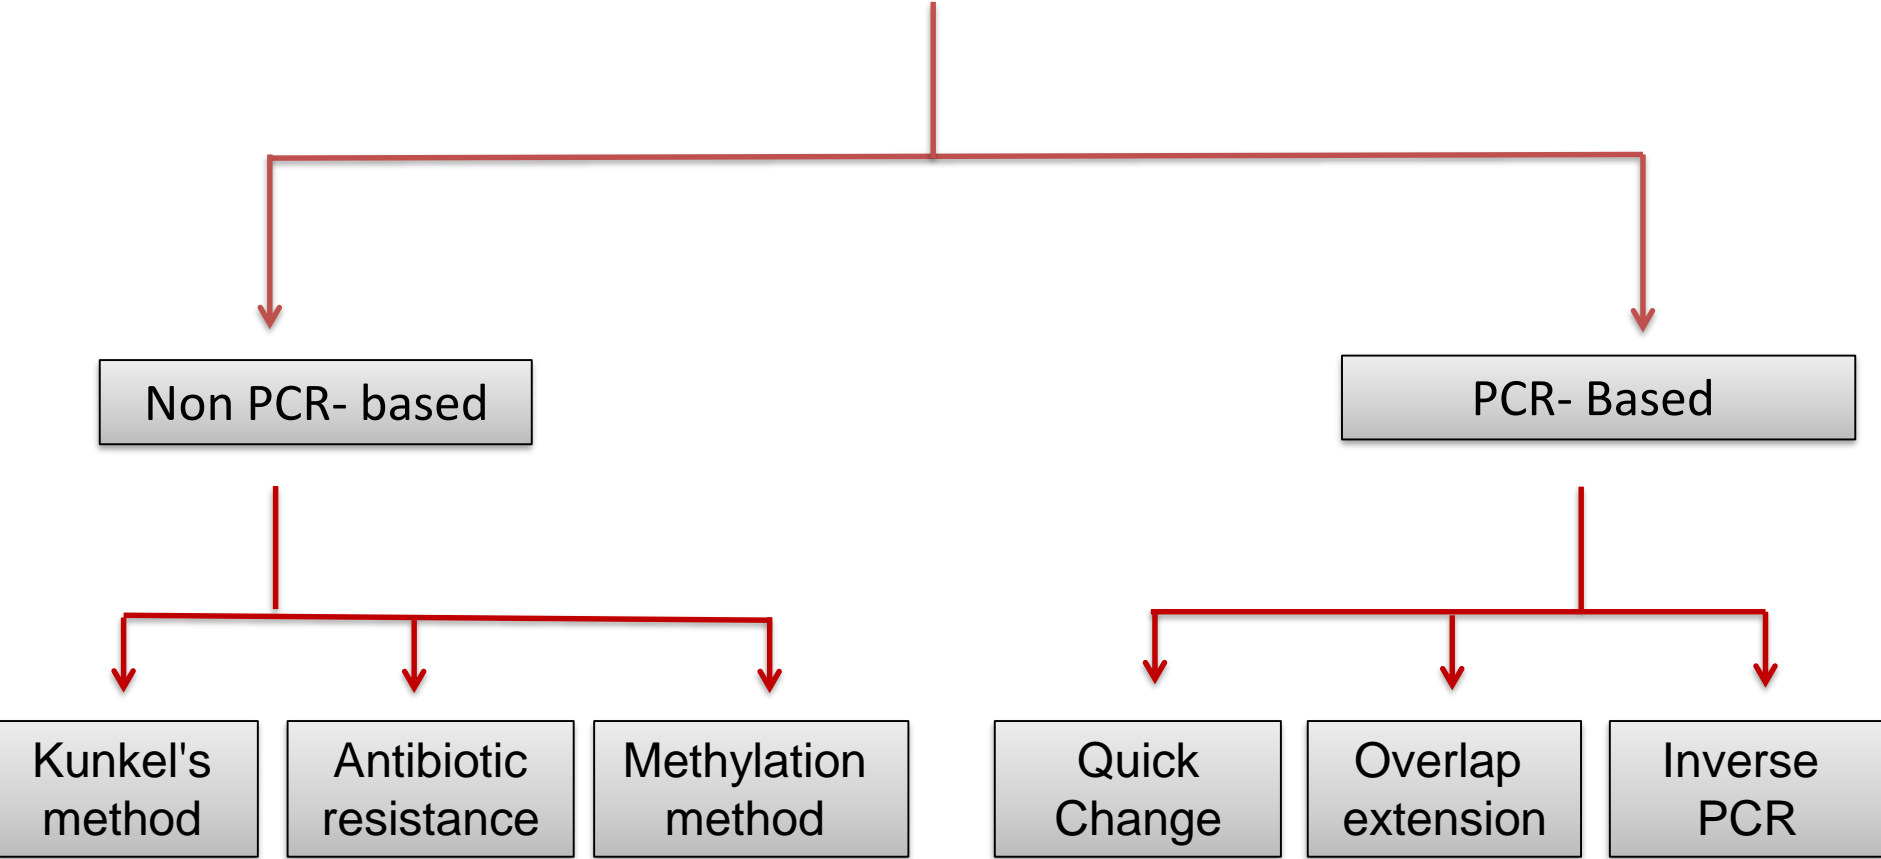 Non PCR- based
PCR- Based
Kunkel's
method
Antibiotic
resistance
Methylation
method
Quick
Change
Overlap
extension
Inverse
PCR